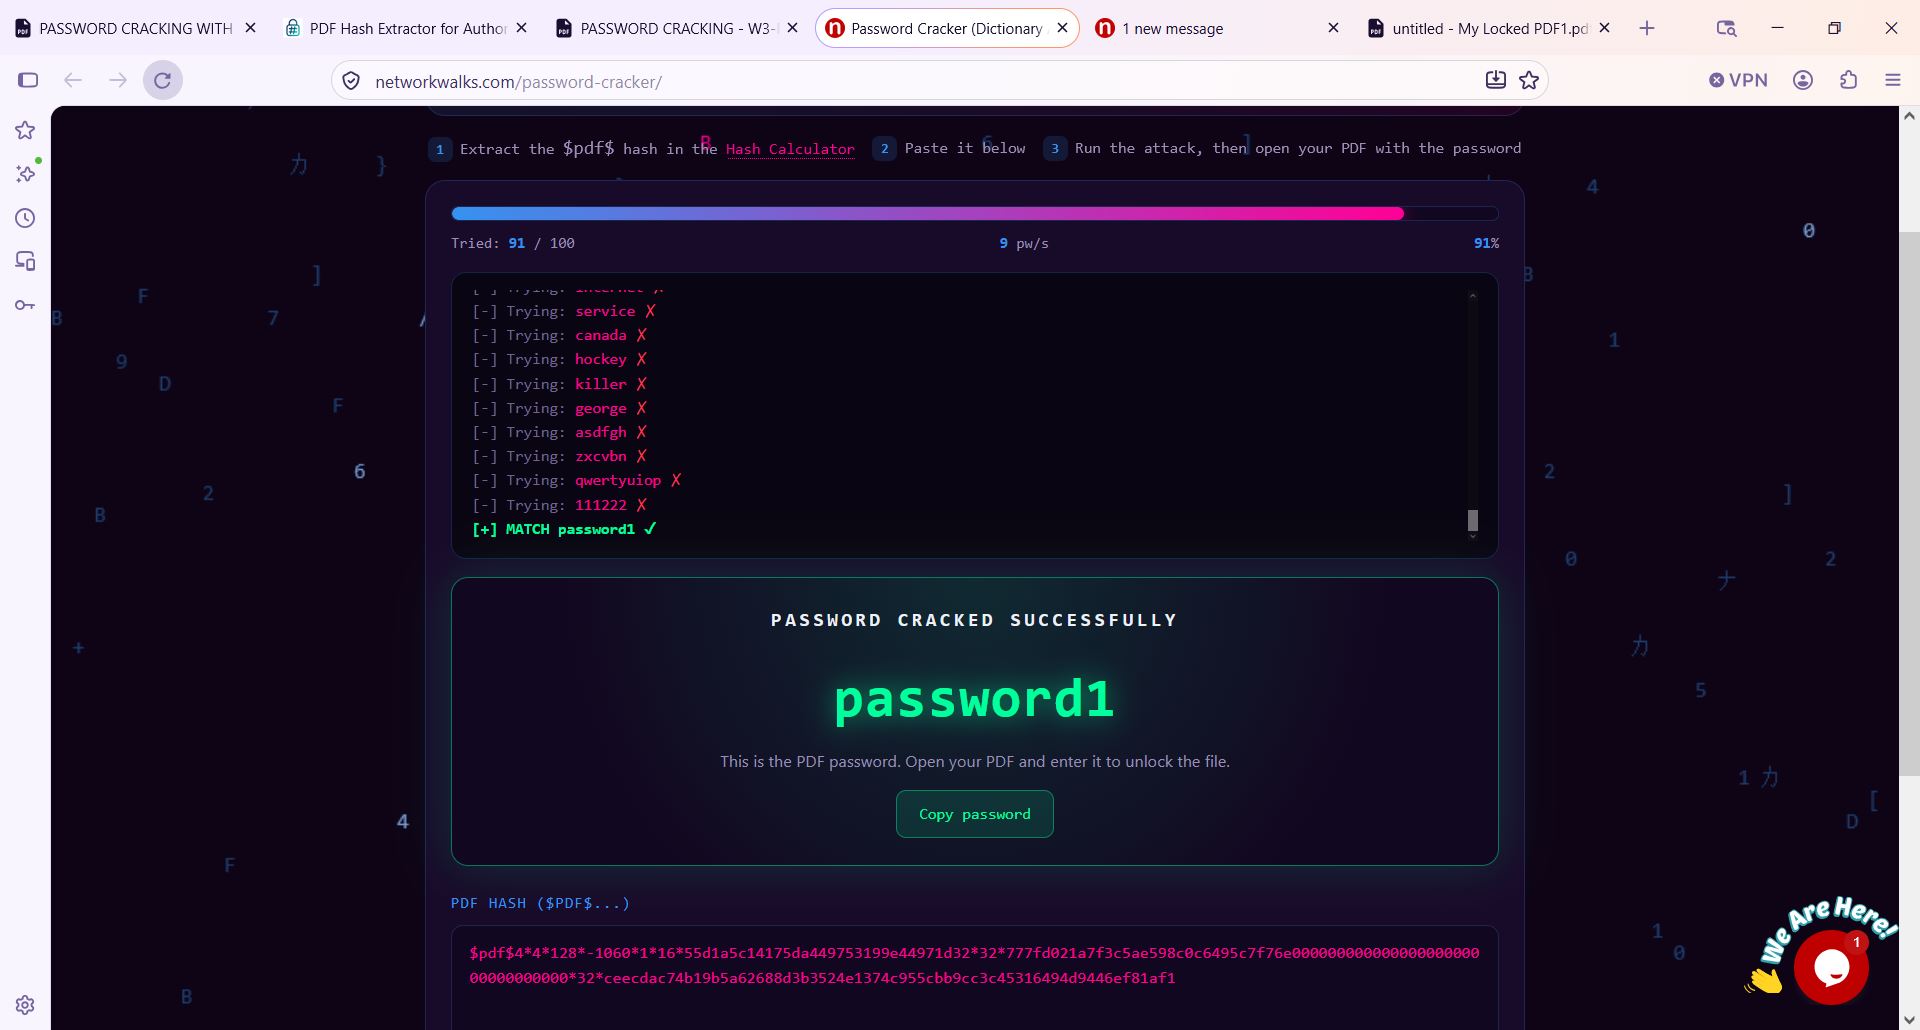 PASSWORD CRACKING WITH
PDF Hash Extractor for Author
PASSWORD CRACKING - W3-
Password Cracker (Dictionary
1 new message
untitled - My Locked PDF1.pd
networkwalks.com/password-cracker/
VPN
1 Extract the $pdf$ hash in the Hash Calculator 2 Paste it below 3 Run the attack, then open your PDF with the password
Tried: 91 / 100
9 pw/s
91%
[-] Trying: internet ✗
[-] Trying: service ✗
[-] Trying: canada ✗
[-] Trying: hockey ✗
[-] Trying: killer ✗
[-] Trying: george ✗
[-] Trying: asdfgh ✗
[-] Trying: zxcvbn ✗
[-] Trying: qwertyuiop ✗
[-] Trying: 111222 ✗
[+] MATCH password1 ✓
PASSWORD CRACKED SUCCESSFULLY
password1
This is the PDF password. Open your PDF and enter it to unlock the file.
Copy password
PDF HASH ($PDF$...)
$pdf$4*4*128*-1060*1*16*55d1a5c14175da449753199e44971d32*32*777fd021a7f3c5ae598c0c6495c7f76e0000000000000000000000
00000000000*32*ceecdac74b19b5a62688d3b3524e1374c955cbb9cc3c45316494d9446ef81af1
We Are Here!
1